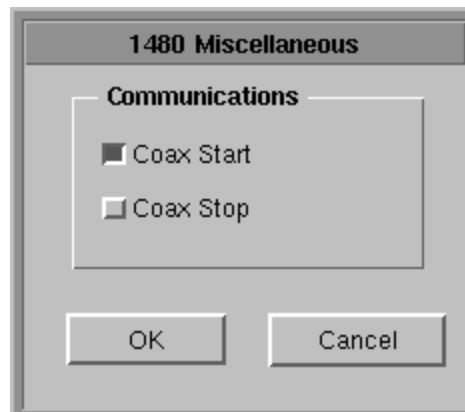 1480 Miscellaneous
Communications
Coax Start
Coax Stop
OK
Cancel